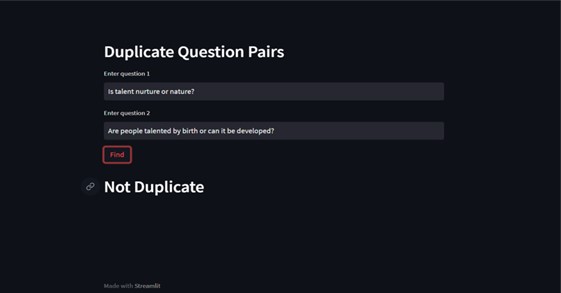 Duplicate Question Pairs
Enter question 1
Is talent nurture or nature?
Enter question 2
Are people talented by birth or can it be developed?
Find
Not Duplicate
Made with Streamlit